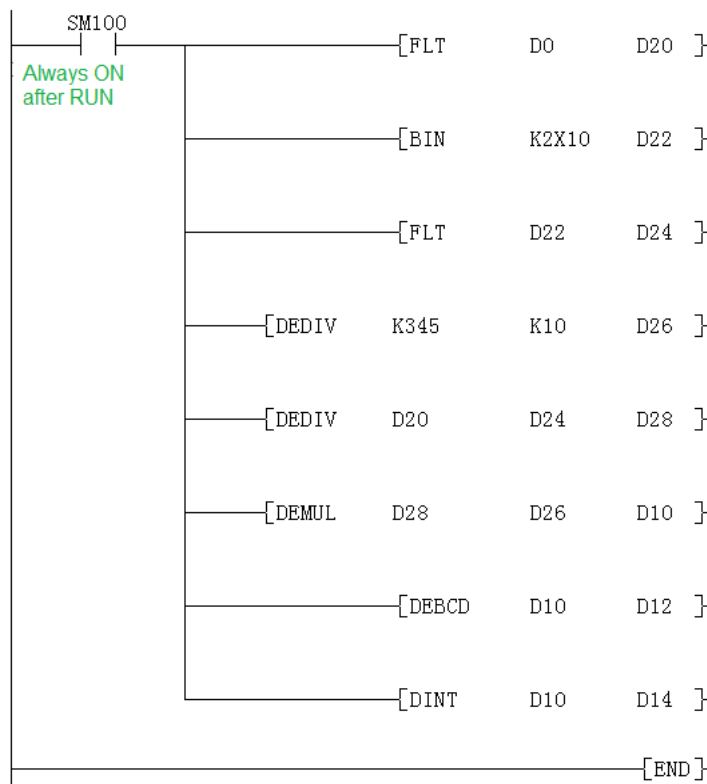 SM100
Always ON
after RUN
[FLT D0 D20 ]
[BIN K2X10 D22 ]
[FLT D22 D24 ]
[DEDIV K345 K10 D26 ]
[DEDIV D20 D24 D28 ]
[DEMUL D28 D26 D10 ]
[DEBCD D10 D12 ]
[DINT D10 D14 ]
[END]